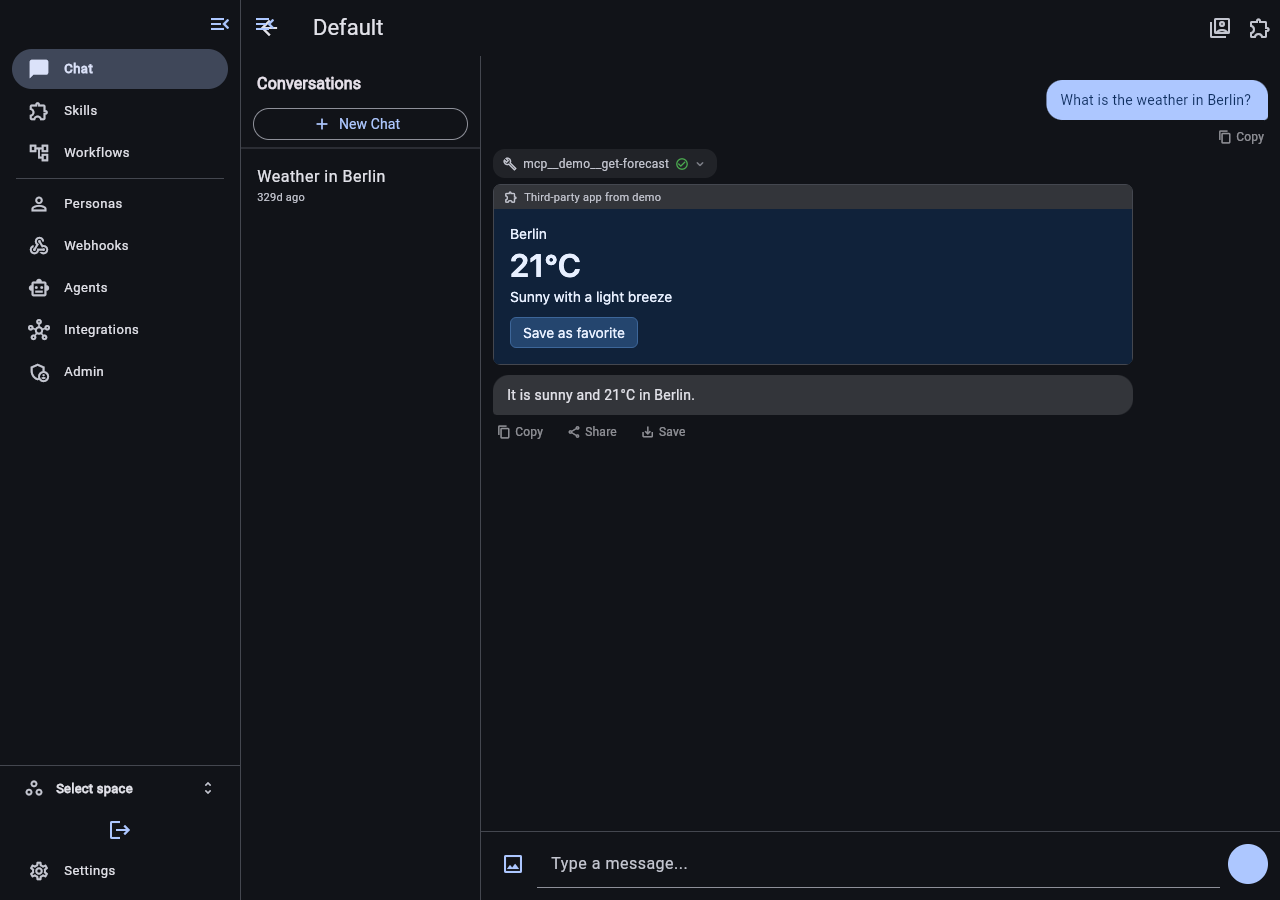 Chat
Skills
Workflows
Personas
Webhooks
Agents
Integrations
Admin
Select space
Settings
Default
Conversations
New Chat
Weather in Berlin
329d ago
What is the weather in Berlin?
Copy
mcp__demo__get-forecast
Third-party app from demo
Berlin
21°C
Sunny with a light breeze
Save as favorite
It is sunny and 21°C in Berlin.
Copy Share Save
Type a message...